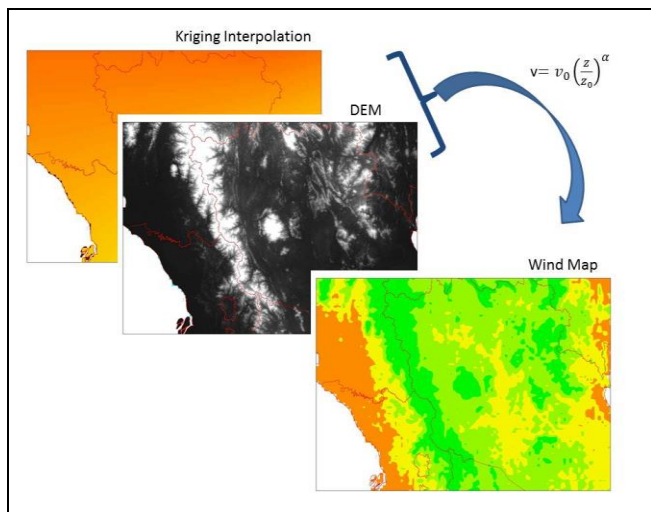 Kriging Interpolation
v= v₀(z/z₀)^α
DEM
Wind Map